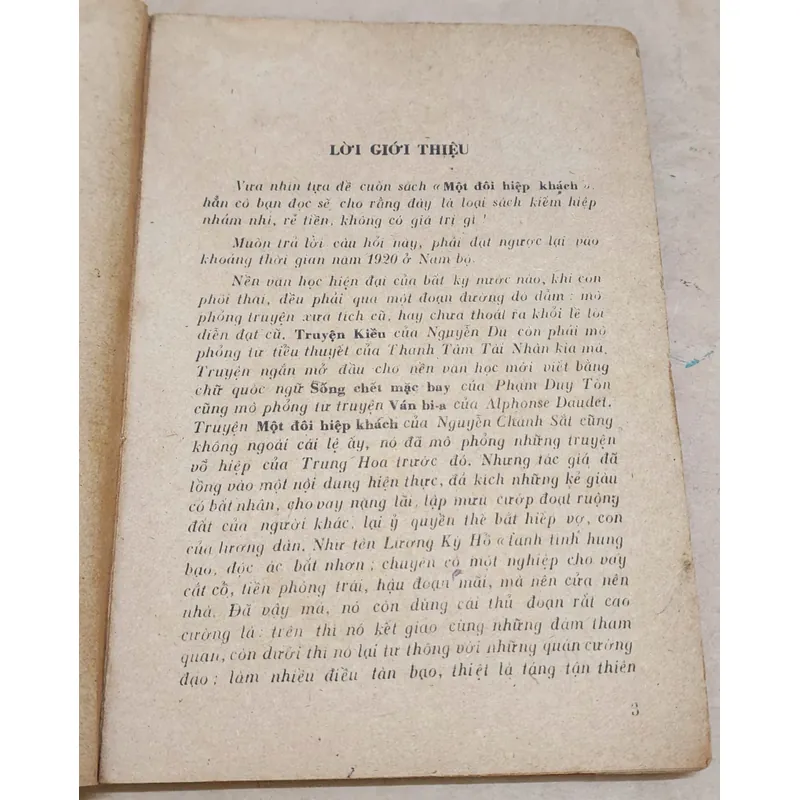 LỜI GIỚI THIỆU
Vừa nhìn tựa đề cuốn sách «Một đôi hiệp khách».
hẳn có bạn đọc sẽ cho rằng đây là loại sách kiếm hiệp
nhảm nhí, rẻ tiền, không có giá trị gì !
Muốn trả lời câu hỏi này, phải đặt ngược lại vào
khoảng thời gian năm 1920 ở Nam bộ.
Nền văn học hiện đại của bất kỳ nước nào, khi còn
phôi thai, đều phải qua một đoạn đường dò dẫm : mô
phỏng truyện xưa tích cũ, hay chưa thoát ra khỏi lề lối
diễn đạt cũ. Truyện Kiều của Nguyễn Du còn phải mô
phỏng từ tiểu thuyết của Thanh Tâm Tài Nhân kia mà.
Truyện ngắn mở đầu cho nền văn học mới viết bằng
chữ quốc ngữ Sống chết mặc bay của Phạm Duy Tốn
cũng mô phỏng từ truyện Ván bi-a của Alphonse Daudet.
Truyện Một đôi hiệp khách của Nguyễn Chánh Sắt cũng
không ngoài cái lệ ấy, nó đã mô phỏng những truyện
võ hiệp của Trung Hoa trước đó. Nhưng tác giả đã
lồng vào một nội dung hiện thực, đả kích những kẻ giàu
có bất nhân, cho vay nặng lãi, lập mưu cướp đoạt ruộng
đất của người khác, lại ỷ quyền thế bắt hiếp vợ, con
của lương dân. Như tên Lương Kỳ Hổ «tánh tình hung
bạo, độc ác bất nhơn ; chuyên có một nghiệp cho vay
cắt cổ, tiền phòng trái, hậu đoạn mãi, mà nên cửa nên
nhà. Đã vậy mà, nó còn dùng cái thủ đoạn rất cao
cường là : trên thì nó kết giao cùng những đám tham
quan, còn dưới thì nó lại tư thông với những quân cường
đạo ; làm nhiều điều tàn bạo, thiệt là táng tận thiên
3